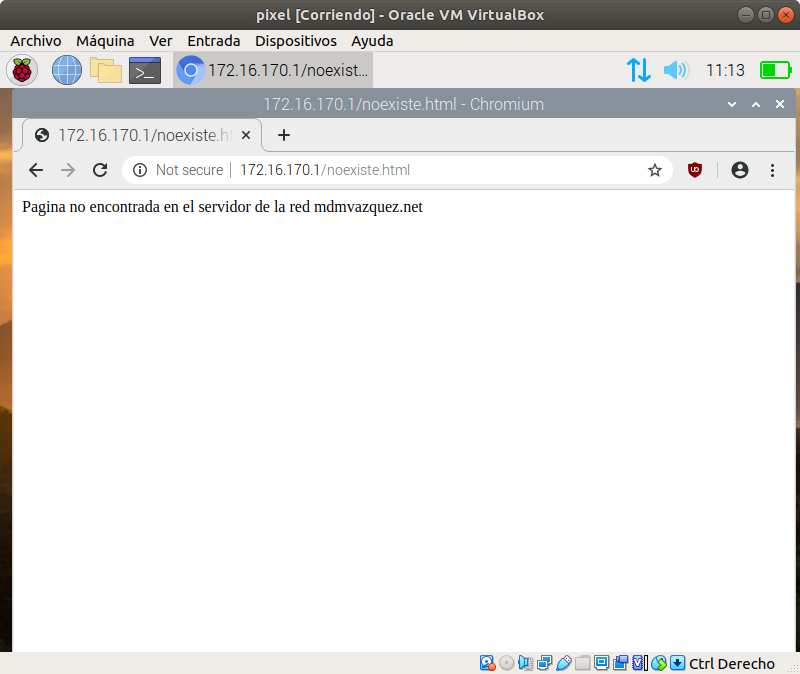 pixel [Corriendo] - Oracle VM VirtualBox
Archivo Máquina Ver Entrada Dispositivos Ayuda
172.16.170.1/noexist... 11:13
172.16.170.1/noexiste.html - Chromium
172.16.170.1/noexiste.ht
Not secure 172.16.170.1/noexiste.html
Pagina no encontrada en el servidor de la red mdmvazquez.net
Ctrl Derecho